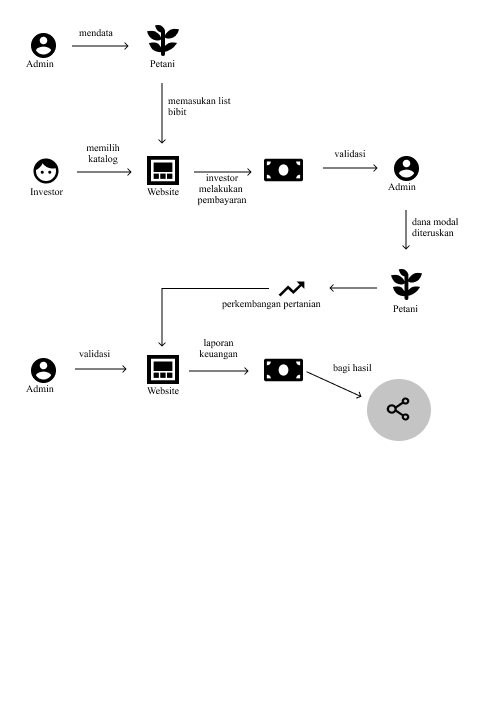 mendata
Admin
Petani
memasukan list
bibit
memilih
katalog
validasi
Investor
Website
investor
melakukan
pembayaran
Admin
dana modal
diteruskan
perkembangan pertanian
Petani
validasi
laporan
keuangan
bagi hasil
Admin
Website